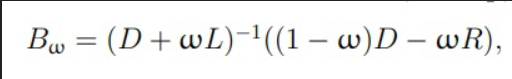 B_ω = (D + ωL)⁻¹((1 − ω)D − ωR),